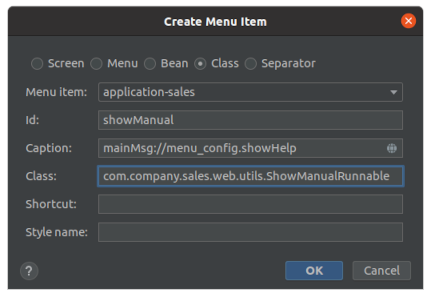 Create Menu Item
Screen Menu Bean Class Separator
Menu item: application-sales
Id: showManual
Caption: mainMsg://menu_config.showHelp
Class: com.company.sales.web.utils.ShowManualRunnable
Shortcut:
Style name:
? OK Cancel